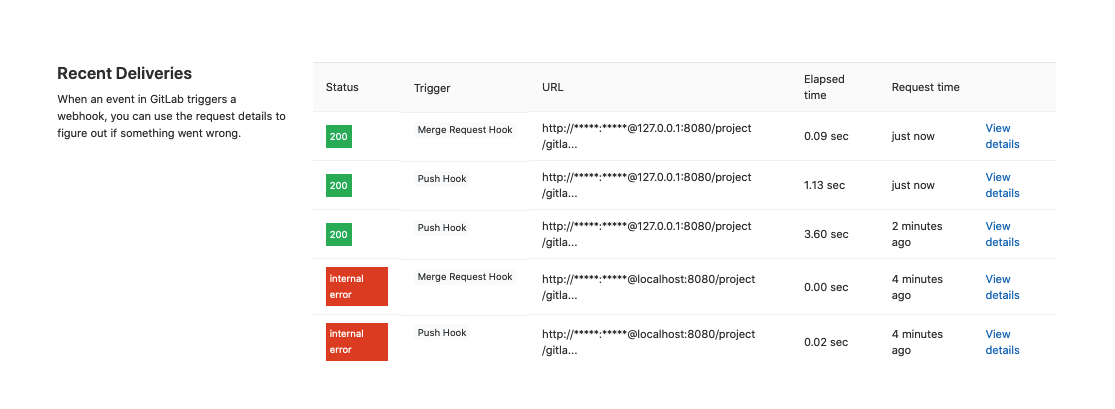 Recent Deliveries
When an event in GitLab triggers a
webhook, you can use the request details to
figure out if something went wrong.
Status Trigger URL Elapsed time Request time
200 Merge Request Hook http://*****:*****@127.0.0.1:8080/project/gitla... 0.09 sec just now View details
200 Push Hook http://*****:*****@127.0.0.1:8080/project/gitla... 1.13 sec just now View details
200 Push Hook http://*****:*****@127.0.0.1:8080/project/gitla... 3.60 sec 2 minutes ago View details
internal error Merge Request Hook http://*****:*****@localhost:8080/project/gitla... 0.00 sec 4 minutes ago View details
internal error Push Hook http://*****:*****@localhost:8080/project/gitla... 0.02 sec 4 minutes ago View details